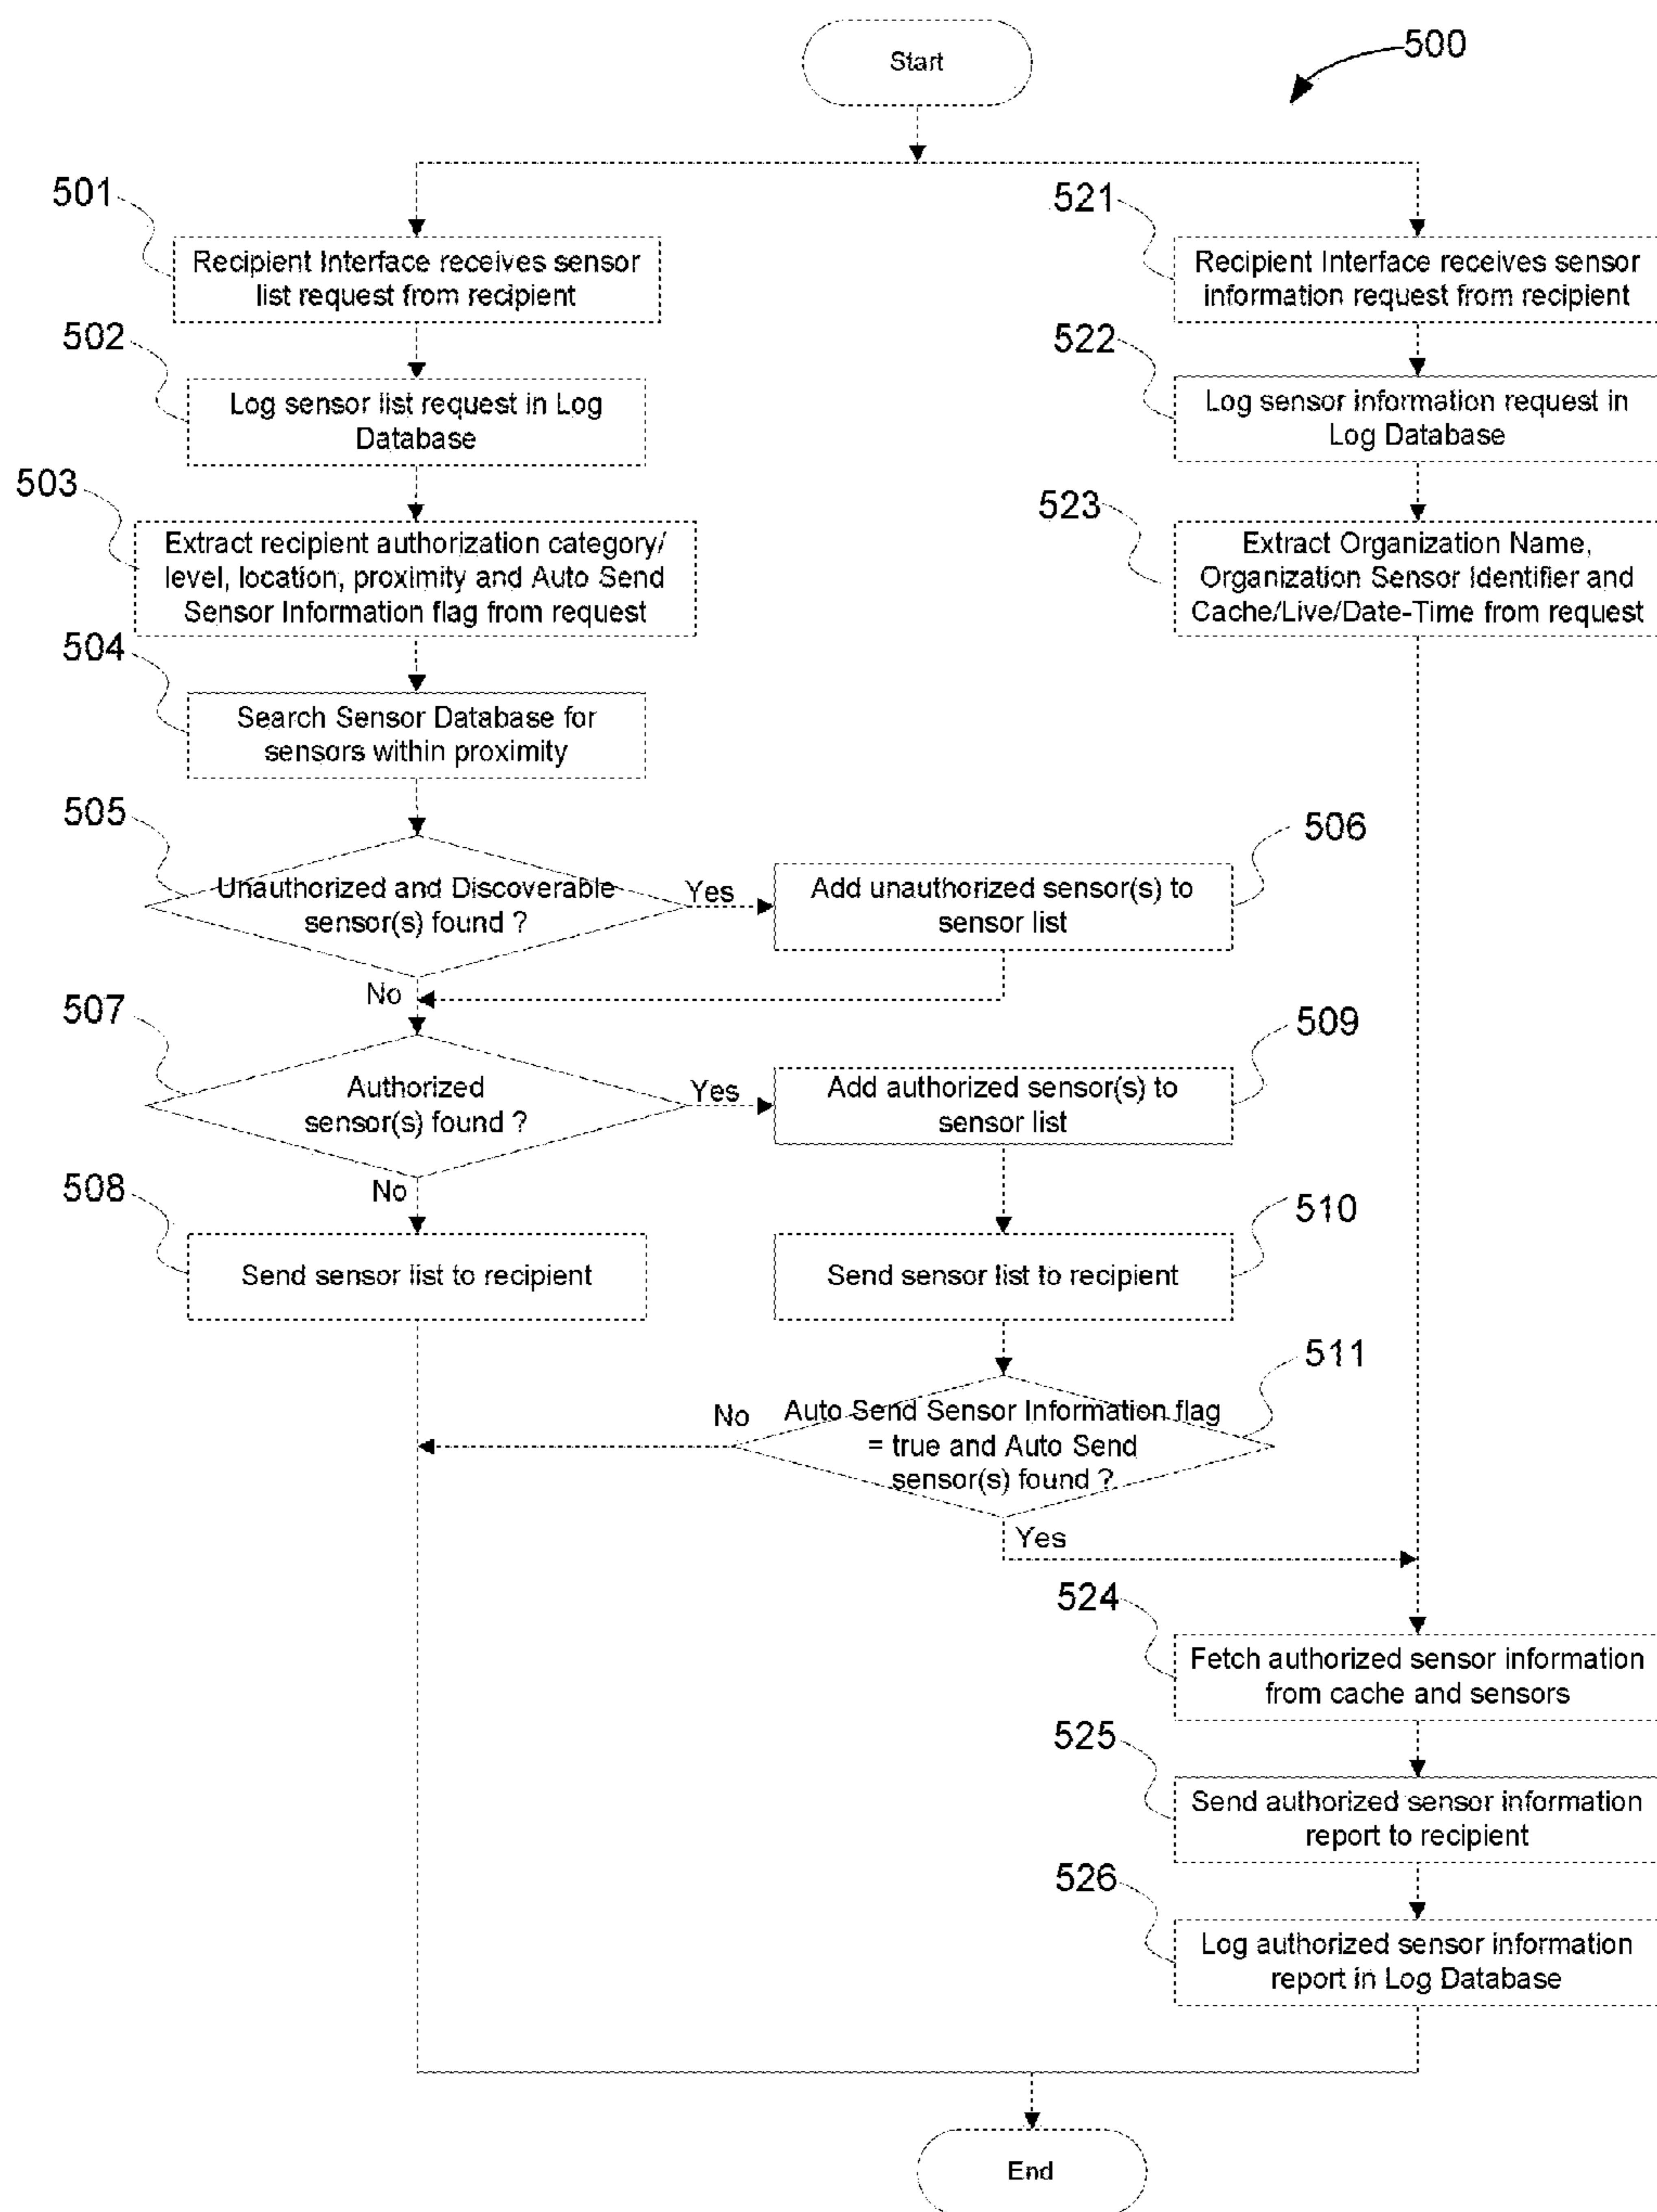 Start
500
501
Recipient Interface receives sensor
list request from recipient
502
Log sensor list request in Log
Database
503
Extract recipient authorization category/
level, location, proximity and Auto Send
Sensor Information flag from request
504
Search Sensor Database for
sensors within proximity
505
Unauthorized and Discoverable
sensor(s) found ?
Yes
No
506
Add unauthorized sensor(s) to
sensor list
507
Authorized
sensor(s) found ?
Yes
No
508
Send sensor list to recipient
509
Add authorized sensor(s) to
sensor list
510
Send sensor list to recipient
511
Auto Send Sensor Information flag
= true and Auto Send
sensor(s) found ?
No
Yes
521
Recipient Interface receives sensor
information request from recipient
522
Log sensor information request in
Log Database
523
Extract Organization Name,
Organization Sensor Identifier and
Cache/Live/Date-Time from request
524
Fetch authorized sensor information
from cache and sensors
525
Send authorized sensor information
report to recipient
526
Log authorized sensor information
report in Log Database
End